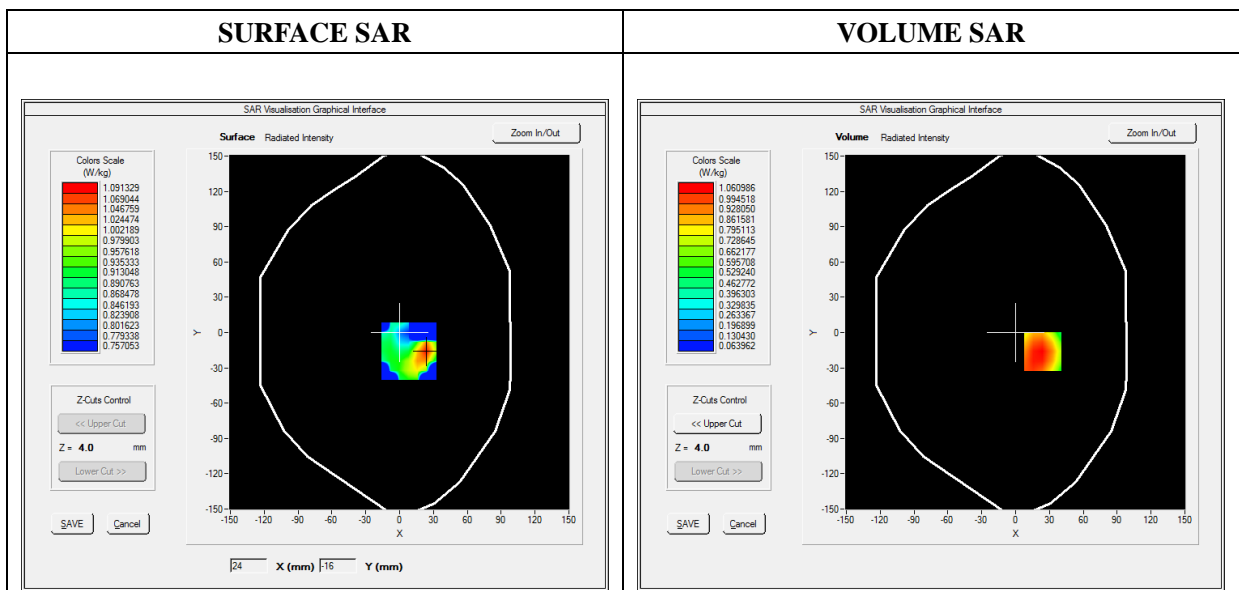 SURFACE SAR
VOLUME SAR
SAR Visualisation Graphical Interface
Surface Radiated Intensity
Zoom In/Out
Colors Scale
(W/kg)
1.091329
1.069044
1.046759
1.024474
1.002189
0.979903
0.957618
0.935333
0.913048
0.890763
0.868478
0.846193
0.823908
0.801623
0.779338
0.757053
150
120
90
60
30
0
-30
-60
-90
-120
-150
Y
-150 -120 -90 -60 -30 0 30 60 90 120 150
X
Z-Cuts Control
<< Upper Cut
Z = 4.0 mm
Lower Cut >>
SAVE Cancel
24 X (mm) -16 Y (mm)
SAR Visualisation Graphical Interface
Volume Radiated Intensity
Zoom In/Out
Colors Scale
(W/kg)
1.060986
0.994518
0.928050
0.861581
0.795113
0.728645
0.662177
0.595708
0.529240
0.462772
0.396303
0.329835
0.263367
0.196899
0.130430
0.063962
150
120
90
60
30
0
-30
-60
-90
-120
-150
Y
-150 -120 -90 -60 -30 0 30 60 90 120 150
X
Z-Cuts Control
<< Upper Cut
Z = 4.0 mm
Lower Cut >>
SAVE Cancel